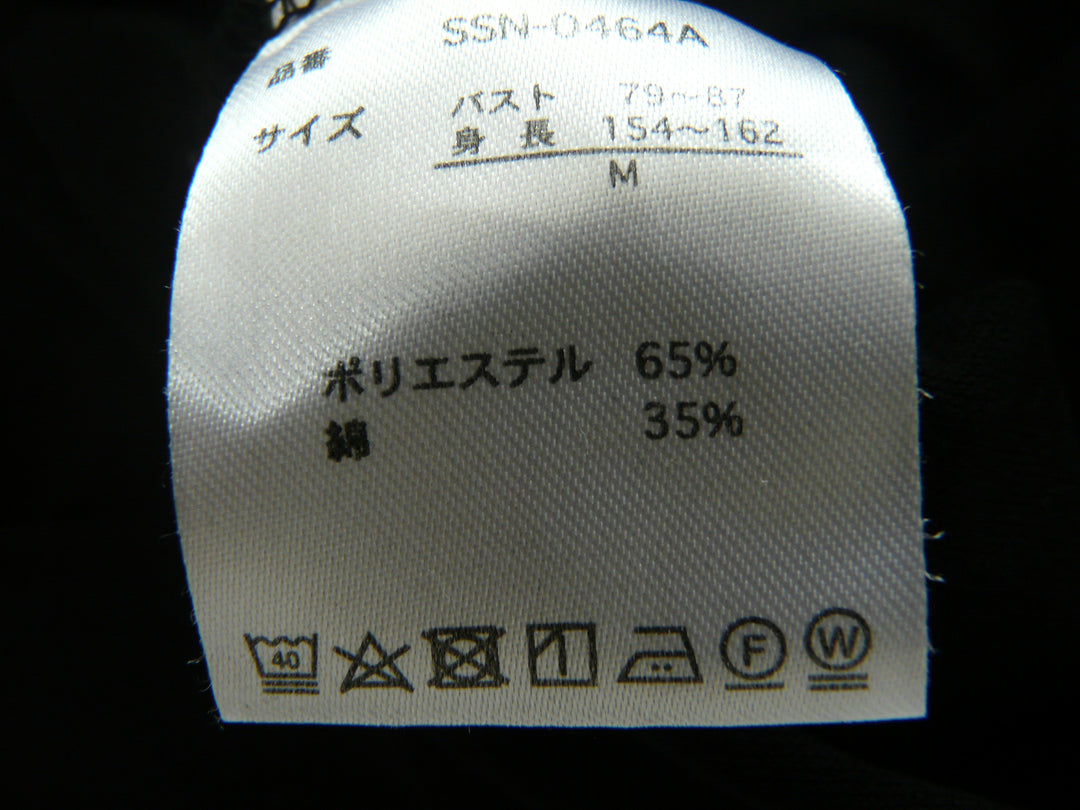 品番 SSN-0464A
サイズ バスト 79～87
身長 154～162
M
ポリエステル 65%
綿 35%
40 F W